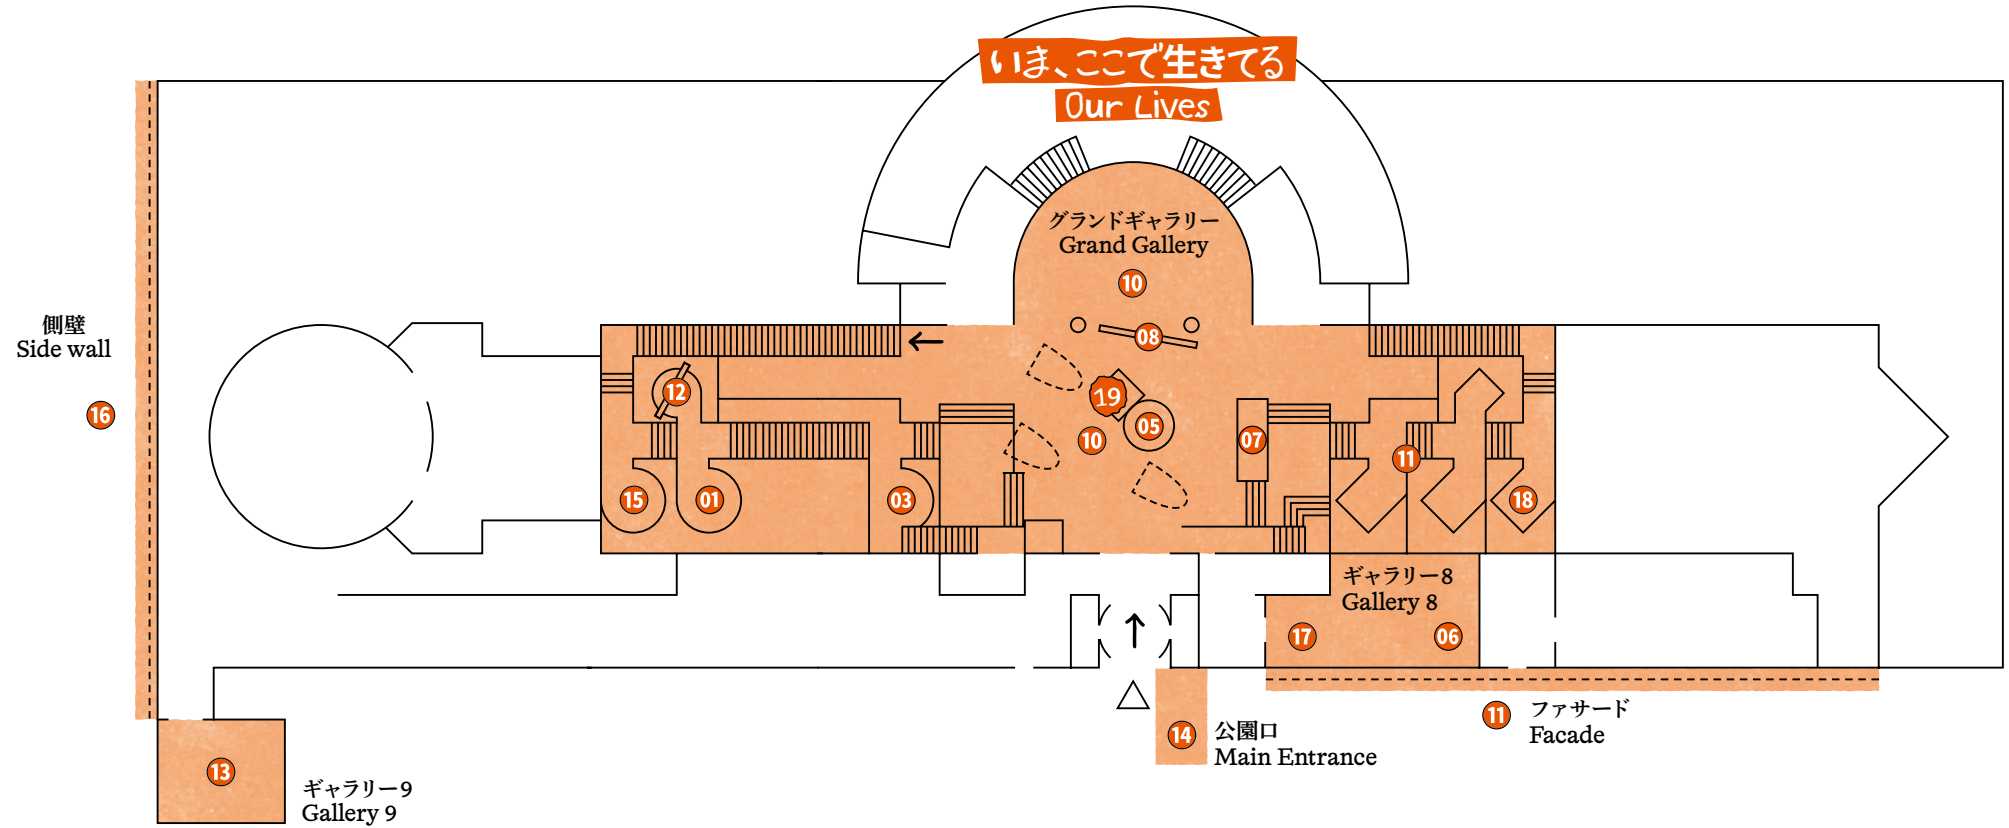 いま、ここで生きてる
Our Lives
グランドギャラリー
Grand Gallery
10
側壁
Side wall
16
08
12
19
10
05
07
11
15
01
03
18
ギャラリー8
Gallery 8
17
06
14
公園口
Main Entrance
11
ファサード
Facade
13
ギャラリー9
Gallery 9